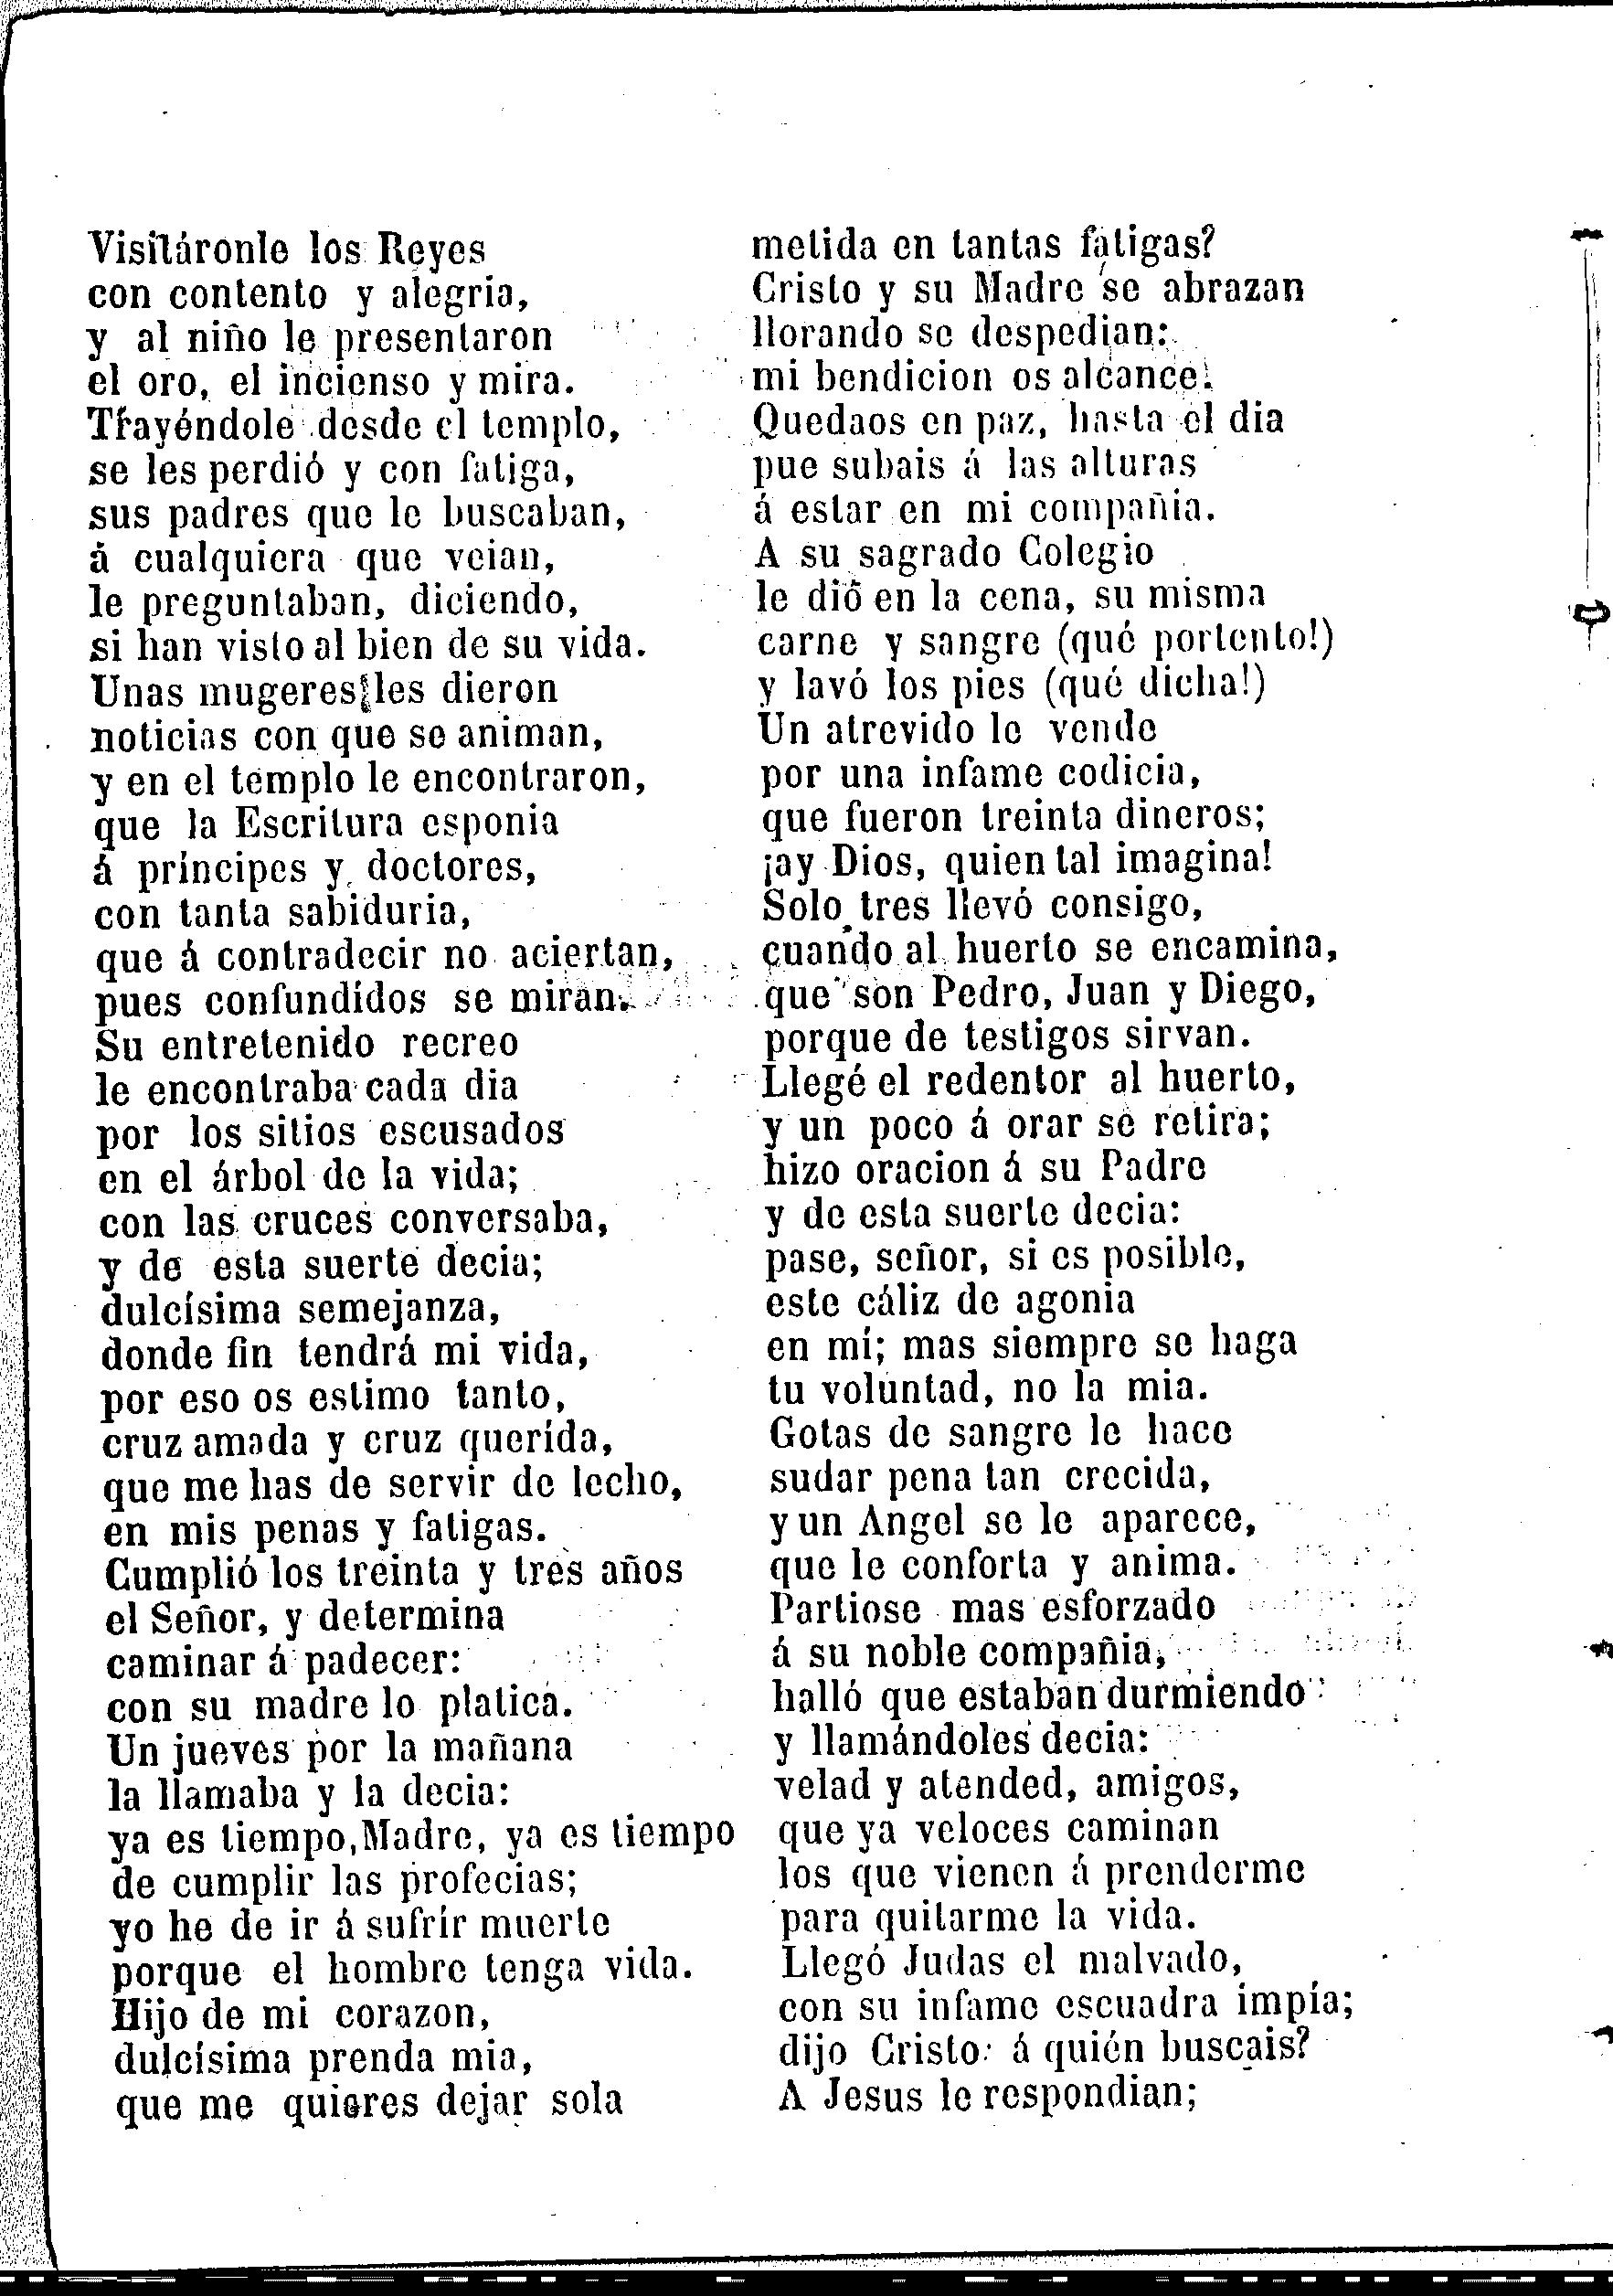 Visitáronle los Reyes
con contento y alegria,
y al niño le presentaron
el oro, el incienso y mira.
Trayéndole desde el templo,
se les perdió y con fatiga,
sus padres que le buscaban,
á cualquiera que veian,
le preguntaban, diciendo,
si han visto al bien de su vida.
Unas mugeres les dieron
noticias con que se animan,
y en el templo le encontraron,
que la Escritura esponia
á príncipes y doctores,
con tanta sabiduria,
que á contradecir no aciertan,
pues confundidos se miran.
Su entretenido recreo
le encontraba cada dia
por los sitios escusados
en el árbol de la vida;
con las cruces conversaba,
y de esta suerte decia;
dulcísima semejanza,
donde fin tendrá mi vida,
por eso os estimo tanto,
cruz amada y cruz querída,
que me has de servir de lecho,
en mis penas y fatigas.
Cumplió los treinta y tres años
el Señor, y determina
caminar á padecer:
con su madre lo platica.
Un jueves por la mañana
la llamaba y la decia:
ya es tiempo, Madre, ya es tiempo
de cumplir las profecias;
yo he de ir á sufrír muerte
porque el hombre tenga vida.
Hijo de mi corazon,
dulcísima prenda mia,
que me quieres dejar sola
metida en tantas fatigas?
Cristo y su Madre se abrazan
llorando se despedian:
mi bendicion os alcance.
Quedaos en paz, hasta el dia
pue subais á las alturas
á estar en mi compañia.
A su sagrado Colegio
le dió en la cena, su misma
carne y sangre (qué portento!)
y lavó los pies (qué dicha!)
Un atrevido le vende
por una infame codicia,
que fueron treinta dineros;
¡ay Dios, quien tal imagina!
Solo tres llevó consigo,
cuando al huerto se encamina,
que son Pedro, Juan y Diego,
porque de testigos sirvan.
Llegé el redentor al huerto,
y un poco á orar se retira;
hizo oracion á su Padre
y de esta suerte decia:
pase, señor, si es posible,
este cáliz de agonia
en mí; mas siempre se haga
tu voluntad, no la mia.
Gotas de sangre le hace
sudar pena tan crecida,
y un Angel se le aparece,
que le conforta y anima.
Partiose mas esforzado
á su noble compañia,
halló que estaban durmiendo
y llamándoles decia:
velad y atended, amigos,
que ya veloces caminan
los que vienen á prenderme
para quitarme la vida.
Llegó Judas el malvado,
con su infame escuadra impía;
dijo Cristo: á quién buscais?
A Jesus le respondian;